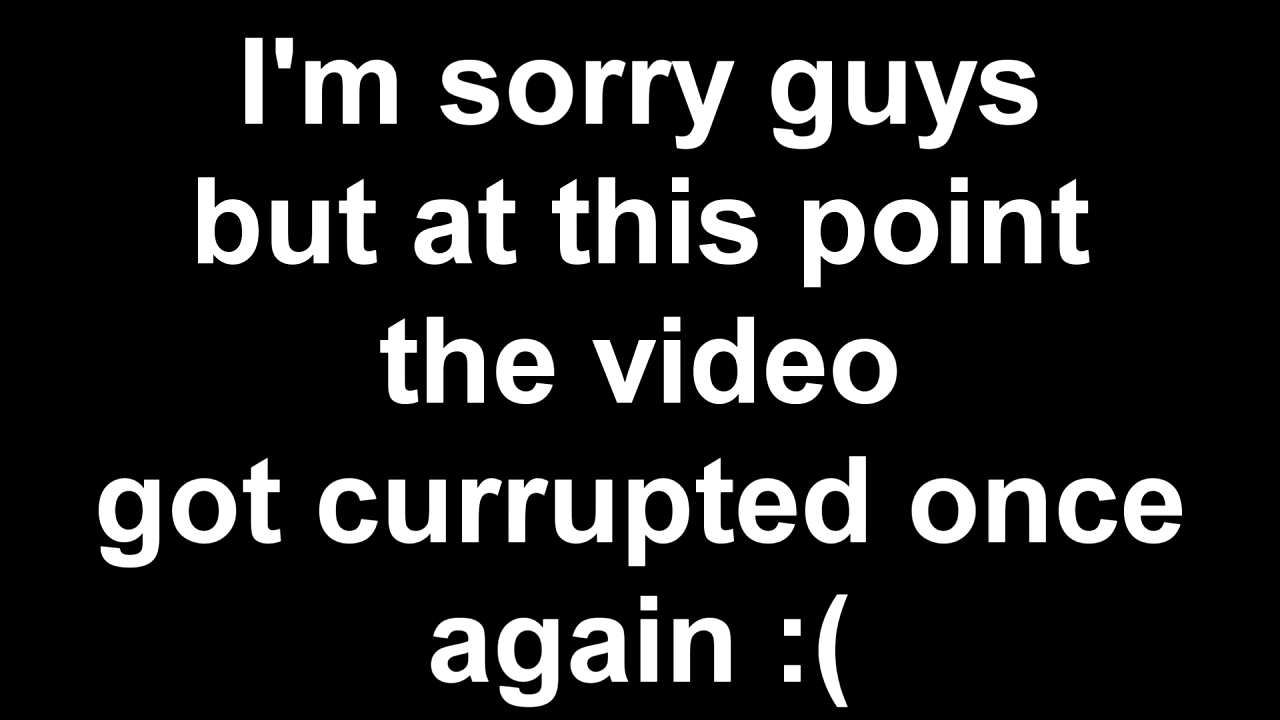 I'm sorry guys
but at this point
the video
got currupted once
again :(